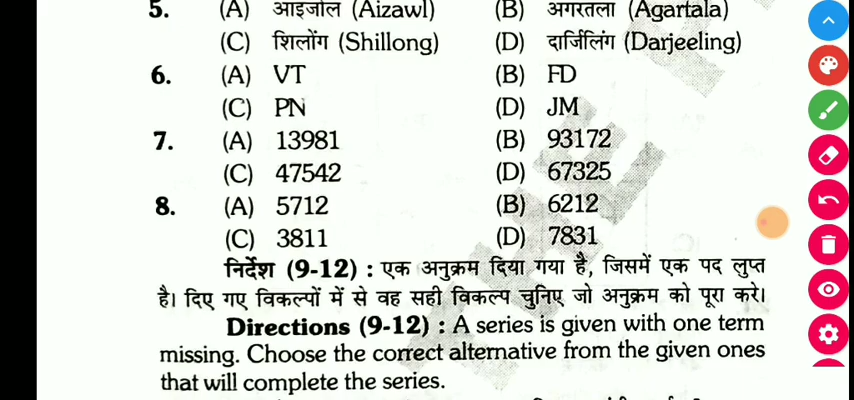 5. (A) आइजोल (Aizawl) (B) अगरतला (Agartala)
(C) शिलोंग (Shillong) (D) दार्जिलिंग (Darjeeling)
6. (A) VT (B) FD
(C) PN (D) JM
7. (A) 13981 (B) 93172
(C) 47542 (D) 67325
8. (A) 5712 (B) 6212
(C) 3811 (D) 7831
निर्देश (9-12) : एक अनुक्रम दिया गया है, जिसमें एक पद लुप्त
है। दिए गए विकल्पों में से वह सही विकल्प चुनिए जो अनुक्रम को पूरा करे।
Directions (9-12) : A series is given with one term
missing. Choose the correct alternative from the given ones
that will complete the series.